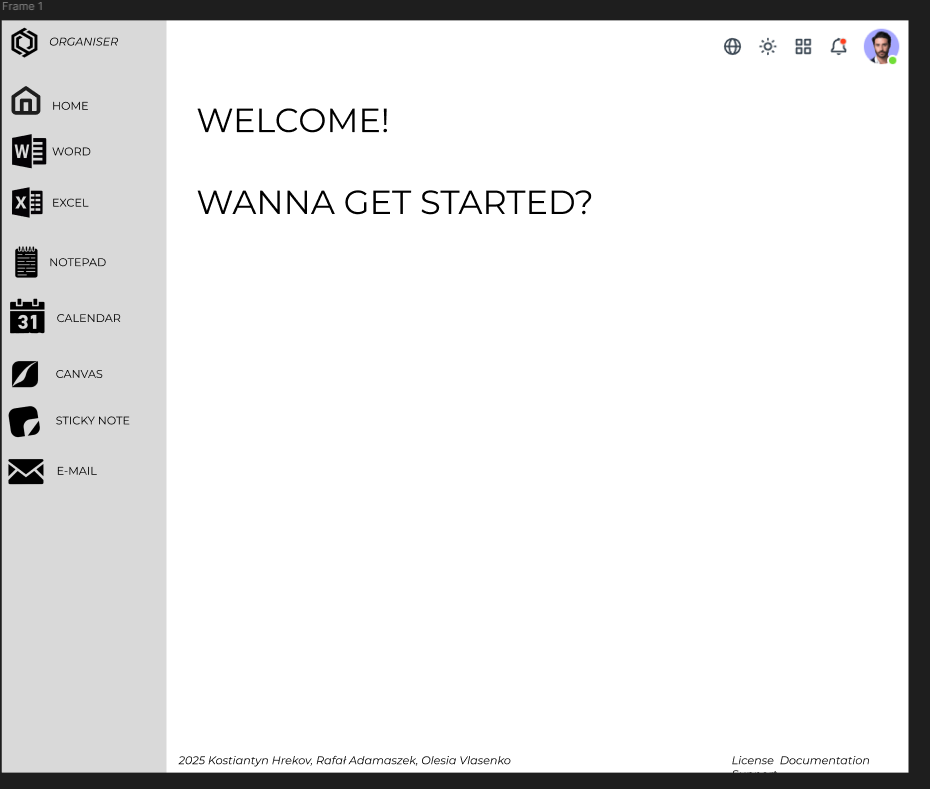 Frame 1
ORGANISER
HOME
W WORD
X EXCEL
NOTEPAD
31 CALENDAR
CANVAS
STICKY NOTE
E-MAIL
WELCOME!
WANNA GET STARTED?
2025 Kostiantyn Hrekov, Rafał Adamaszek, Olesia Vlasenko
License Documentation
Support